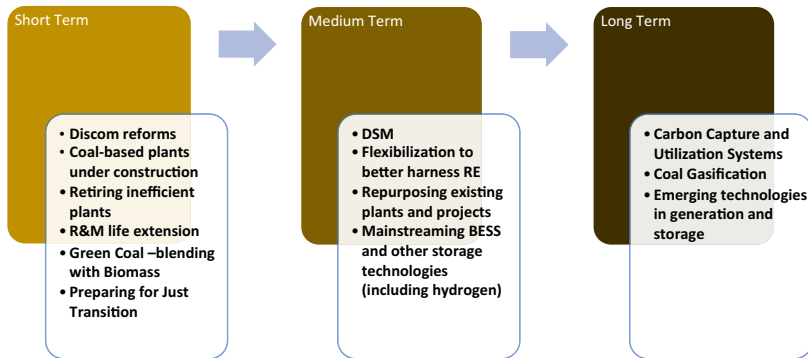 Short Term
• Discom reforms
• Coal-based plants
under construction
• Retiring inefficient
plants
• R&M life extension
• Green Coal –blending
with Biomass
• Preparing for Just
Transition
Medium Term
• DSM
• Flexibilization to
better harness RE
• Repurposing existing
plants and projects
• Mainstreaming BESS
and other storage
technologies
(including hydrogen)
Long Term
• Carbon Capture and
Utilization Systems
• Coal Gasification
• Emerging technologies
in generation and
storage